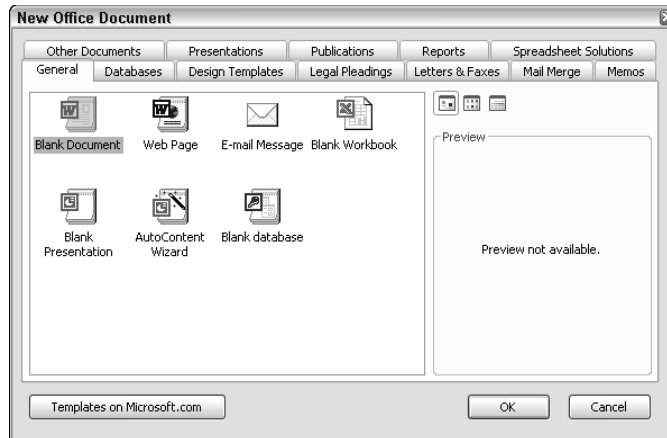 New Office Document
Other Documents Presentations Publications Reports Spreadsheet Solutions
General Databases Design Templates Legal Pleadings Letters & Faxes Mail Merge Memos
Blank Document Web Page E-mail Message Blank Workbook
Preview
Blank
Presentation
AutoContent
Wizard
Blank database
Preview not available.
Templates on Microsoft.com OK Cancel